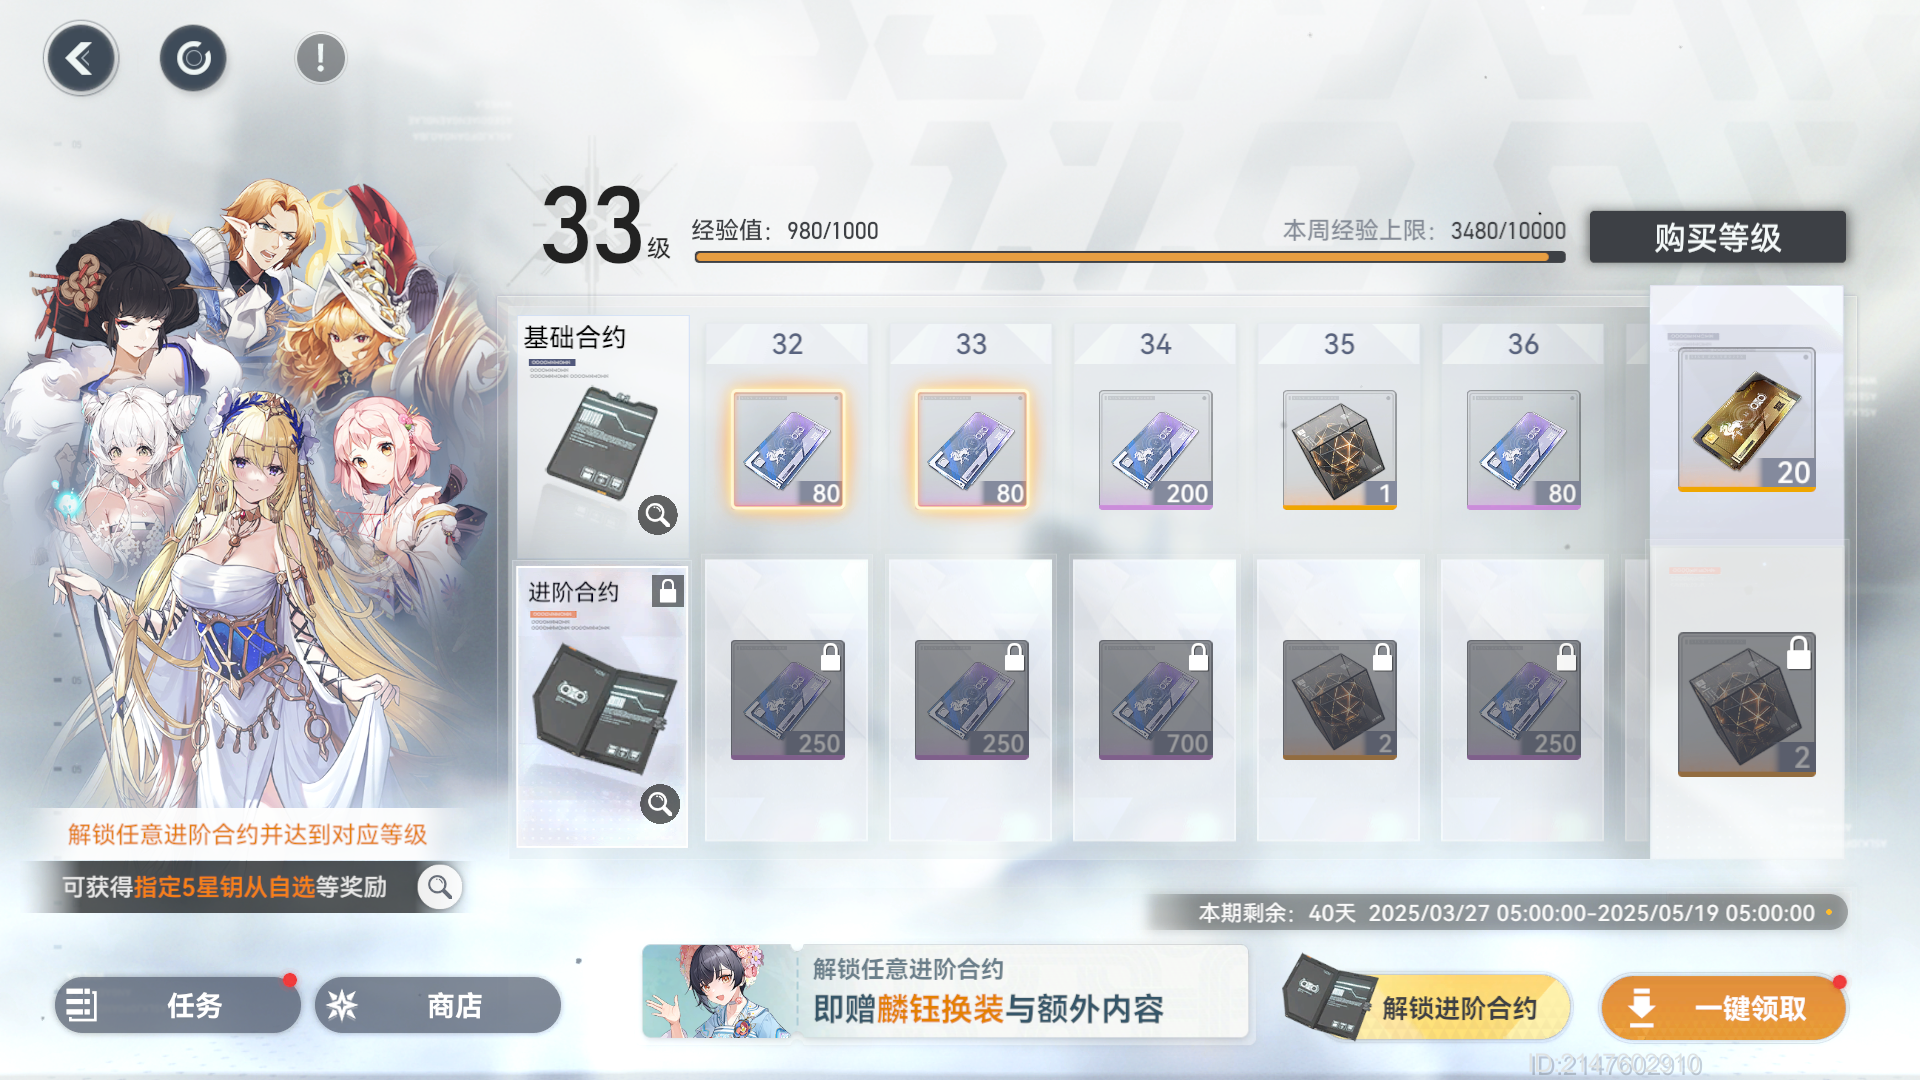 33级
经验值：980/1000
本周经验上限：3480/10000
购买等级
基础合约
32
33
34
35
36
80
80
200
1
80
20
进阶合约
250
250
700
2
250
2
解锁任意进阶合约并达到对应等级
可获得指定5星钥从自选等奖励
本期剩余：40天 2025/03/27 05:00:00-2025/05/19 05:00:00
任务
商店
解锁任意进阶合约
即赠麟钰换装与额外内容
解锁进阶合约
一键领取
ID:2147602910